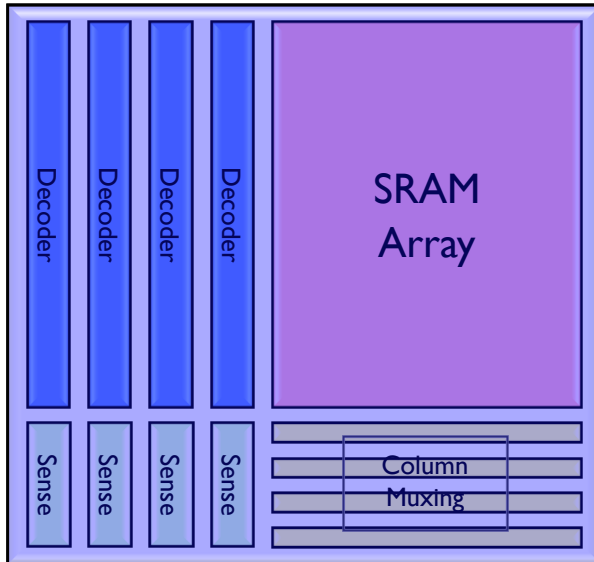 Decoder
Decoder
Decoder
Decoder
SRAM
Array
Sense
Sense
Sense
Sense
Column
Muxing